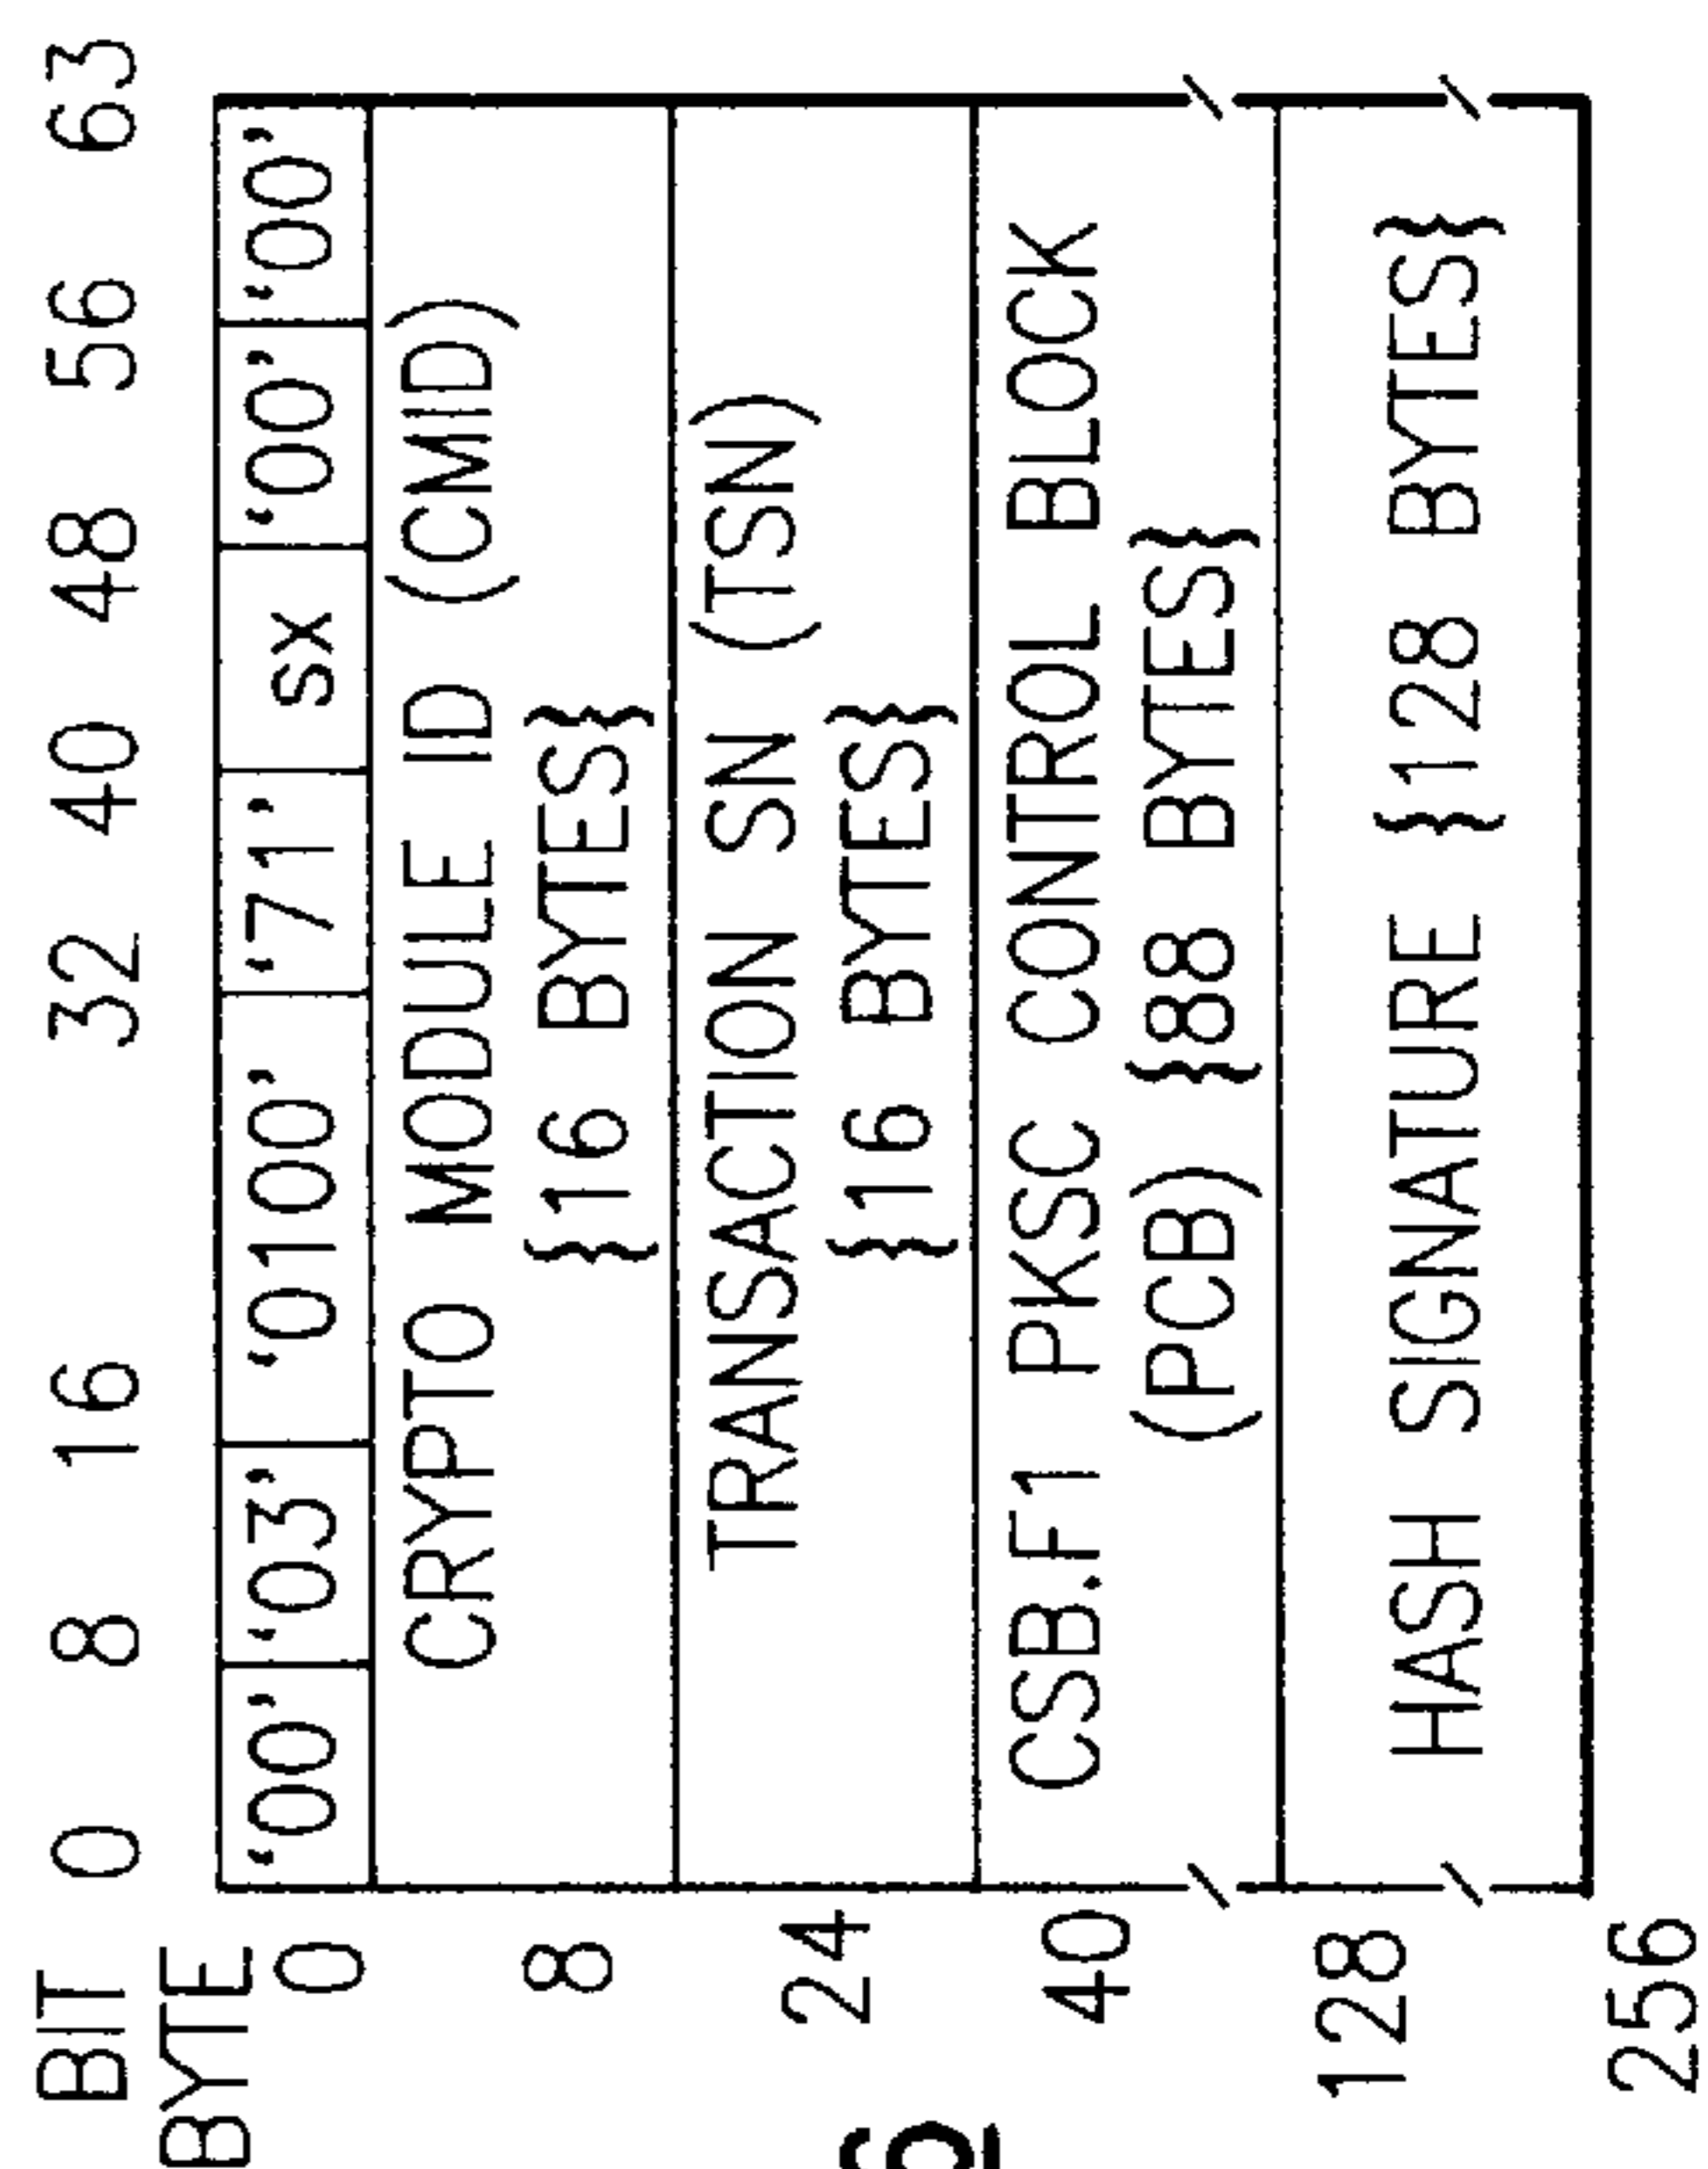 BIT 0 8 16 32 40 48 56 63
BYTE
0 ‘00’ ‘03’ ‘0100’ ‘71’ sx ‘00’ ‘00’
8 CRYPTO MODULE ID (CMID)
{16 BYTES}
24 TRANSACTION SN (TSN)
{16 BYTES}
40 CSB.F1 PKSC CONTROL BLOCK
(PCB) {88 BYTES}
128 HASH SIGNATURE {128 BYTES}
256